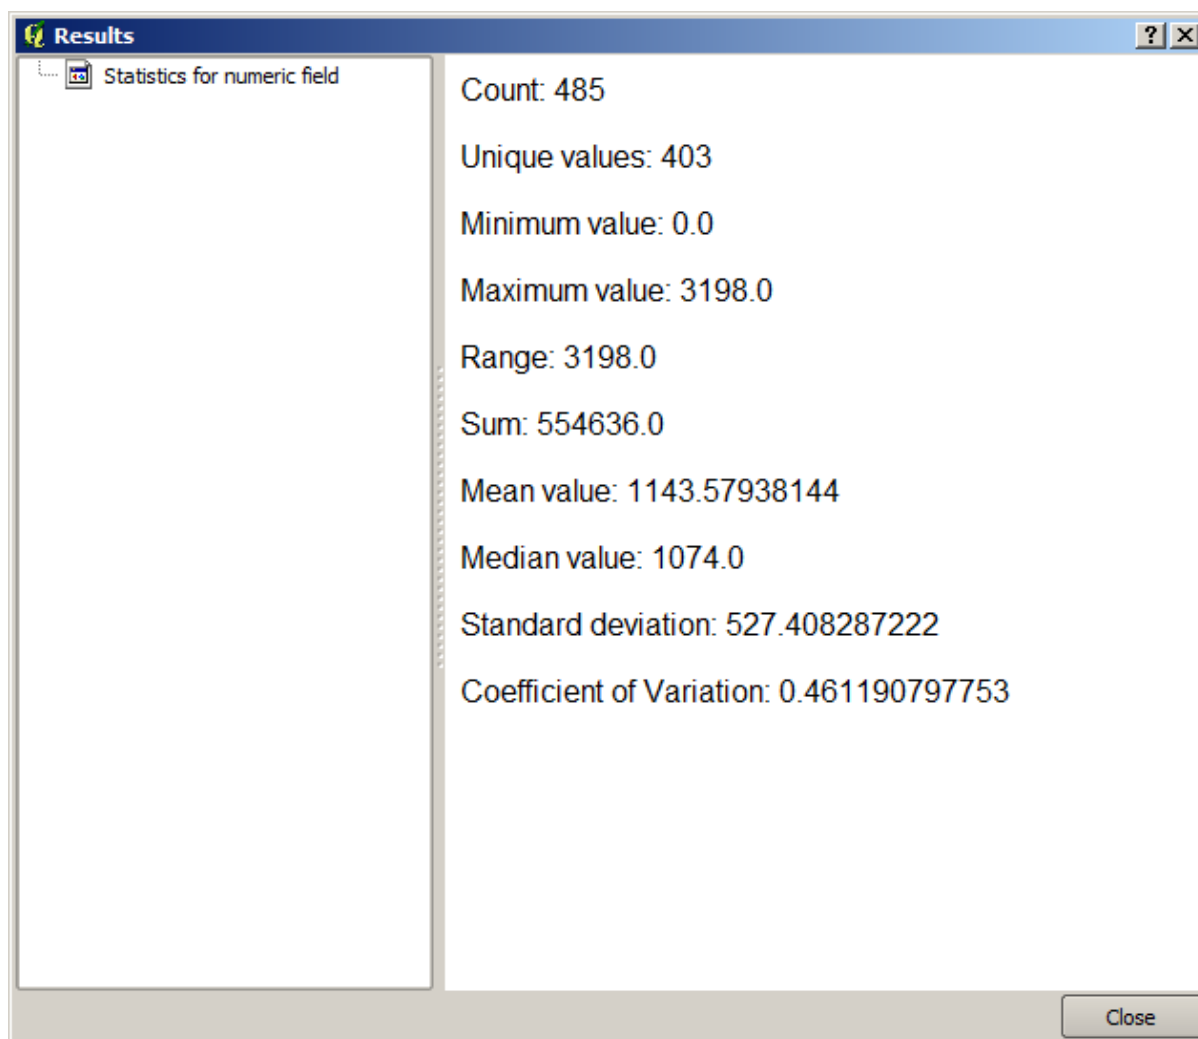 Results
Statistics for numeric field
Count: 485
Unique values: 403
Minimum value: 0.0
Maximum value: 3198.0
Range: 3198.0
Sum: 554636.0
Mean value: 1143.57938144
Median value: 1074.0
Standard deviation: 527.408287222
Coefficient of Variation: 0.461190797753
Close